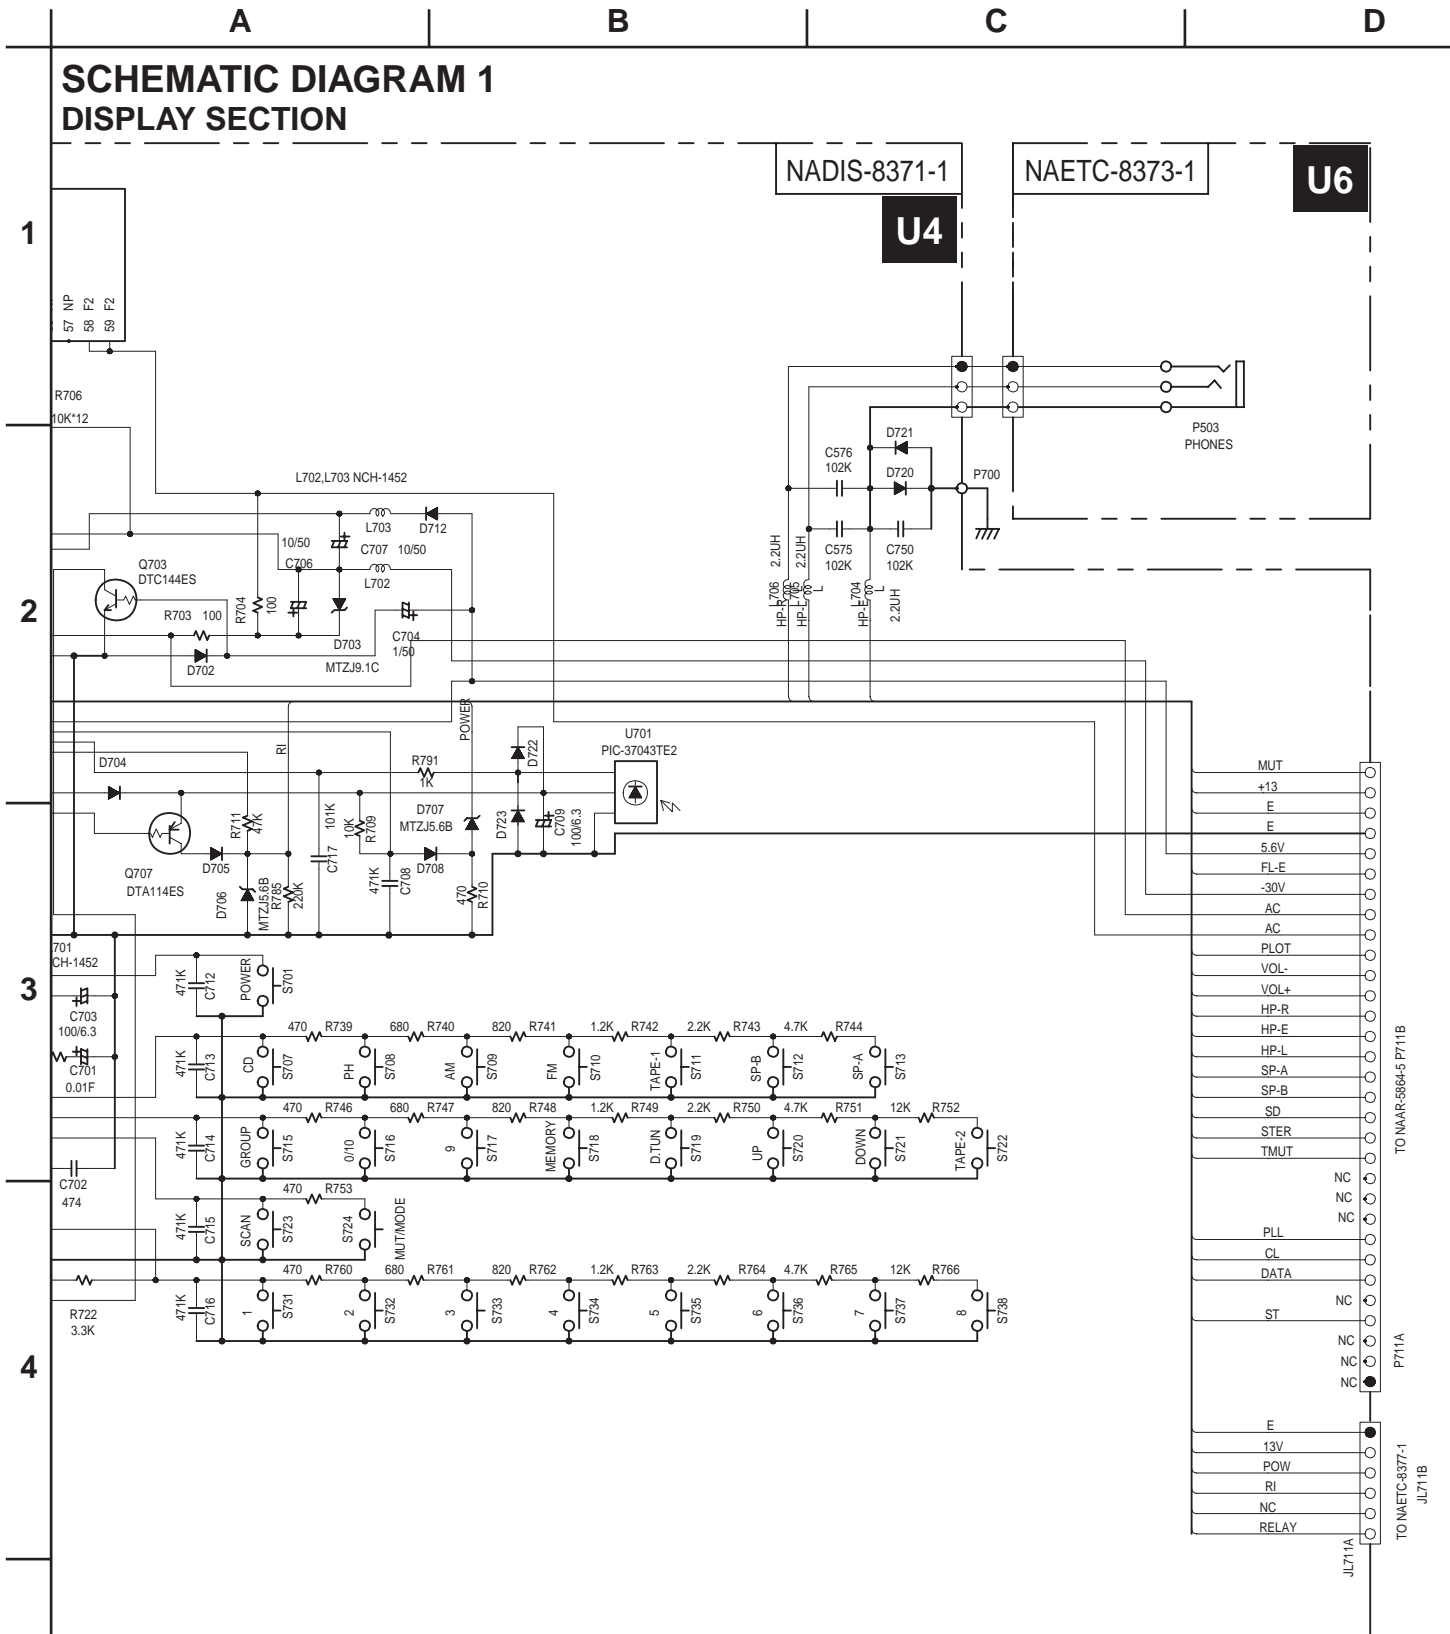 A B C D
SCHEMATIC DIAGRAM 1
DISPLAY SECTION
NADIS-8371-1
U4
NAETC-8373-1
U6
1
57 NP
58 F2
59 F2
R706
10K*12
P503
PHONES
D721
C576
102K
D720
P700
L702,L703 NCH-1452
L703
D712
10/50
C707 10/50
C706
L702
C575
102K
C750
102K
2
Q703
DTC144ES
R703 100
R704
100
D703
MTZJ9.1C
C704
1/50
D702
L706 2.2UH
L705 2.2UH
L
L704 L
2.2UH
HP-R
HP-L
HP-E
POWER
RI
D704
R791
1K
D722
U701
PIC-37043TE2
R711
47K
101K
C717
10K
R709
D707
MTZJ5.6B
D723
C709
100/6.3
Q707
DTA114ES
D705
D706
MTZJ5.6B
R785
220K
471K
C708
D708
470
R710
MUT
+13
E
E
5.6V
FL-E
-30V
AC
AC
PLOT
VOL-
VOL+
HP-R
HP-E
HP-L
SP-A
SP-B
SD
STER
TMUT
NC
NC
NC
PLL
CL
DATA
NC
ST
NC
NC
NC
TO NAAR-5864-5 P711B
P711A
3
701
CH-1452
C703
100/6.3
C701
0.01F
C702
474
471K
C712
POWER
S701
470 R739 680 R740 820 R741 1.2K R742 2.2K R743 4.7K R744
471K
C713
CD
S707
PH
S708
AM
S709
FM
S710
TAPE-1
S711
SP-B
S712
SP-A
S713
470 R746 680 R747 820 R748 1.2K R749 2.2K R750 4.7K R751 12K R752
471K
C714
GROUP
S715
0/10
S716
9
S717
MEMORY
S718
D.TUN
S719
UP
S720
DOWN
S721
TAPE-2
S722
470 R753
471K
C715
SCAN
S723
S724
MUT/MODE
470 R760 680 R761 820 R762 1.2K R763 2.2K R764 4.7K R765 12K R766
R722
3.3K
471K
C716
1
S731
2
S732
3
S733
4
S734
5
S735
6
S736
7
S737
8
S738
4
E
13V
POW
RI
NC
RELAY
TO NAETC-8377-1
JL711B
JL711A